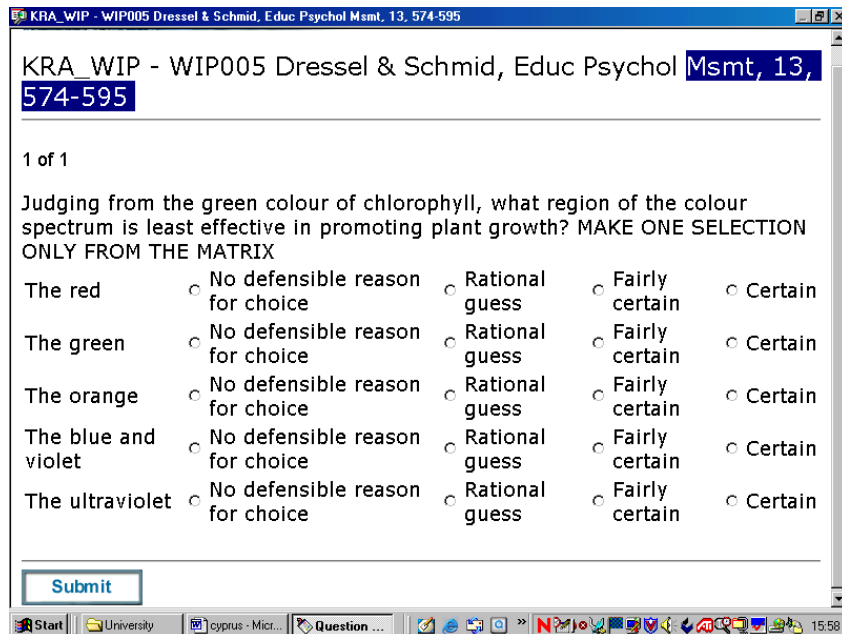 KRA_WIP - WIP005 Dressel & Schmid, Educ Psychol Msmt, 13, 574-595
KRA_WIP - WIP005 Dressel & Schmid, Educ Psychol Msmt, 13,
574-595
1 of 1
Judging from the green colour of chlorophyll, what region of the colour
spectrum is least effective in promoting plant growth? MAKE ONE SELECTION
ONLY FROM THE MATRIX
The red No defensible reason for choice Rational guess Fairly certain Certain
The green No defensible reason for choice Rational guess Fairly certain Certain
The orange No defensible reason for choice Rational guess Fairly certain Certain
The blue and violet No defensible reason for choice Rational guess Fairly certain Certain
The ultraviolet No defensible reason for choice Rational guess Fairly certain Certain
Submit
Start University cyprus - Micr... Question ... » 15:58